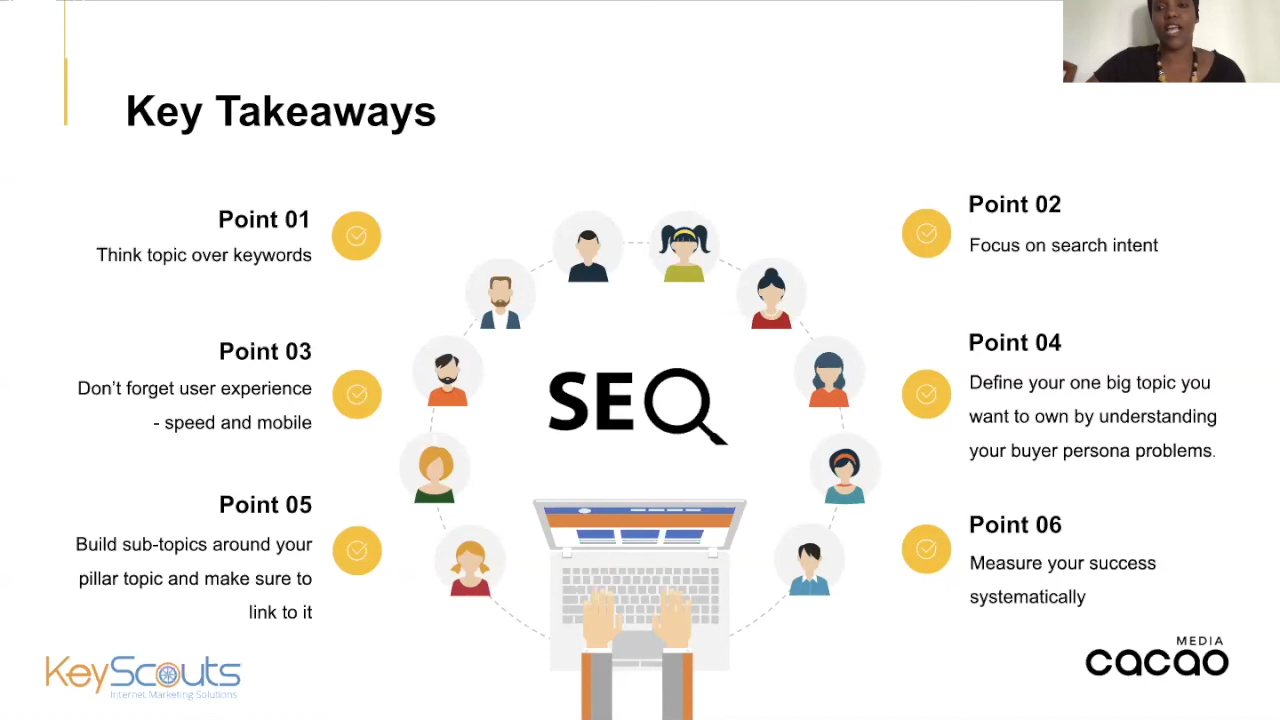 Key Takeaways
Point 01
Think topic over keywords
Point 02
Focus on search intent
Point 03
Don’t forget user experience
- speed and mobile
Point 04
Define your one big topic you
want to own by understanding
your buyer persona problems.
Point 05
Build sub-topics around your
pillar topic and make sure to
link to it
Point 06
Measure your success
systematically
SEO
KeyScouts
Internet Marketing Solutions
MEDIA
cacao